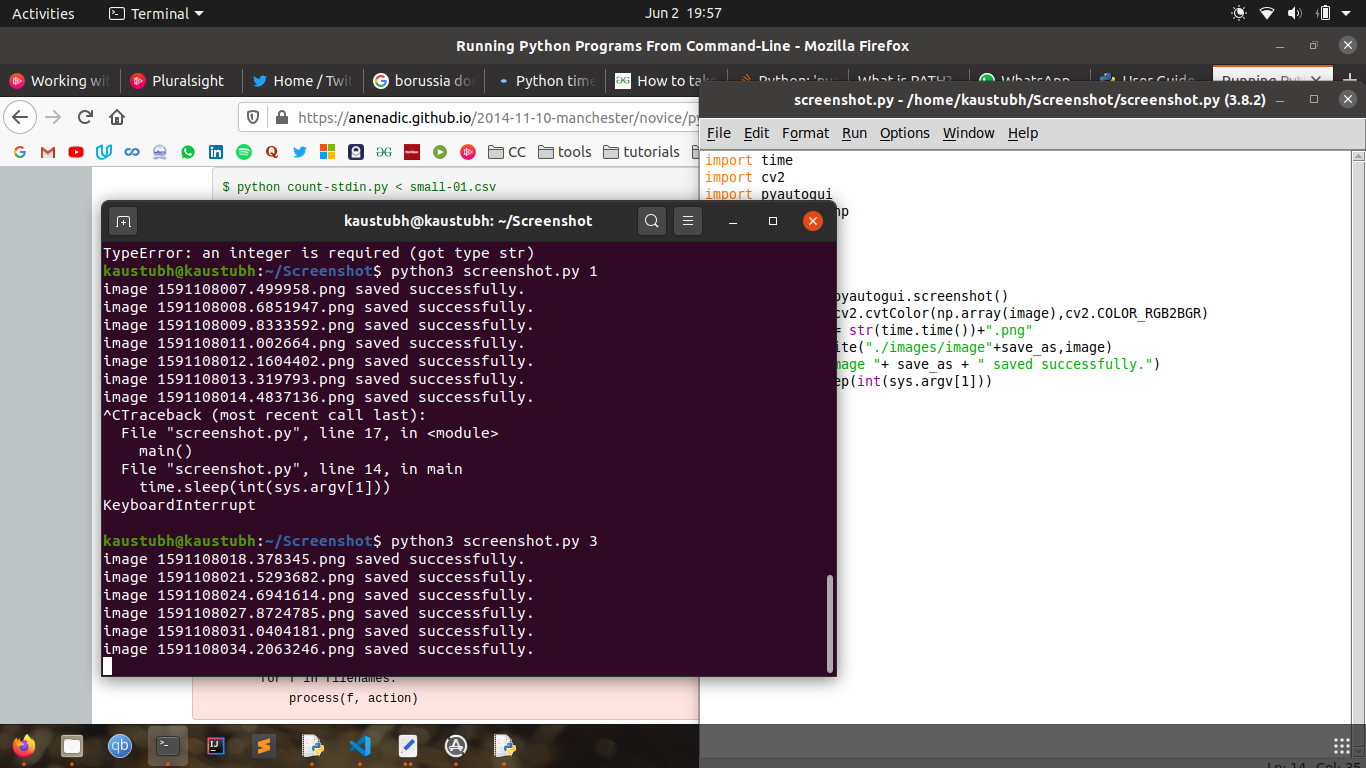 Activities
Terminal
Jun 2 19:57
Running Python Programs From Command-Line - Mozilla Firefox
Working wi
Pluralsight
Home / Twit
borussia do
Python time
How to take
Python: 'py
What is PATH?
WhatsApp
User Guide
Running Pyt
https://anenadic.github.io/2014-11-10-manchester/novice/py
CC
tools
tutorials
$ python count-stdin.py < small-01.csv
screenshot.py - /home/kaustubh/Screenshot/screenshot.py (3.8.2)
File Edit Format Run Options Window Help
import time
import cv2
import pyautogui
np
pyautogui.screenshot()
cv2.cvtColor(np.array(image),cv2.COLOR_RGB2BGR)
= str(time.time())+".png"
ite("./images/image"+save_as,image)
mage "+ save_as + " saved successfully.")
ep(int(sys.argv[1]))
kaustubh@kaustubh: ~/Screenshot
TypeError: an integer is required (got type str)
kaustubh@kaustubh:~/Screenshot$ python3 screenshot.py 1
image 1591108007.499958.png saved successfully.
image 1591108008.6851947.png saved successfully.
image 1591108009.8333592.png saved successfully.
image 1591108011.002664.png saved successfully.
image 1591108012.1604402.png saved successfully.
image 1591108013.319793.png saved successfully.
image 1591108014.4837136.png saved successfully.
^CTraceback (most recent call last):
File "screenshot.py", line 17, in <module>
main()
File "screenshot.py", line 14, in main
time.sleep(int(sys.argv[1]))
KeyboardInterrupt
kaustubh@kaustubh:~/Screenshot$ python3 screenshot.py 3
image 1591108018.378345.png saved successfully.
image 1591108021.5293682.png saved successfully.
image 1591108024.6941614.png saved successfully.
image 1591108027.8724785.png saved successfully.
image 1591108031.0404181.png saved successfully.
image 1591108034.2063246.png saved successfully.
for f in filenames:
process(f, action)
qb
Ln: 14 Col: 35